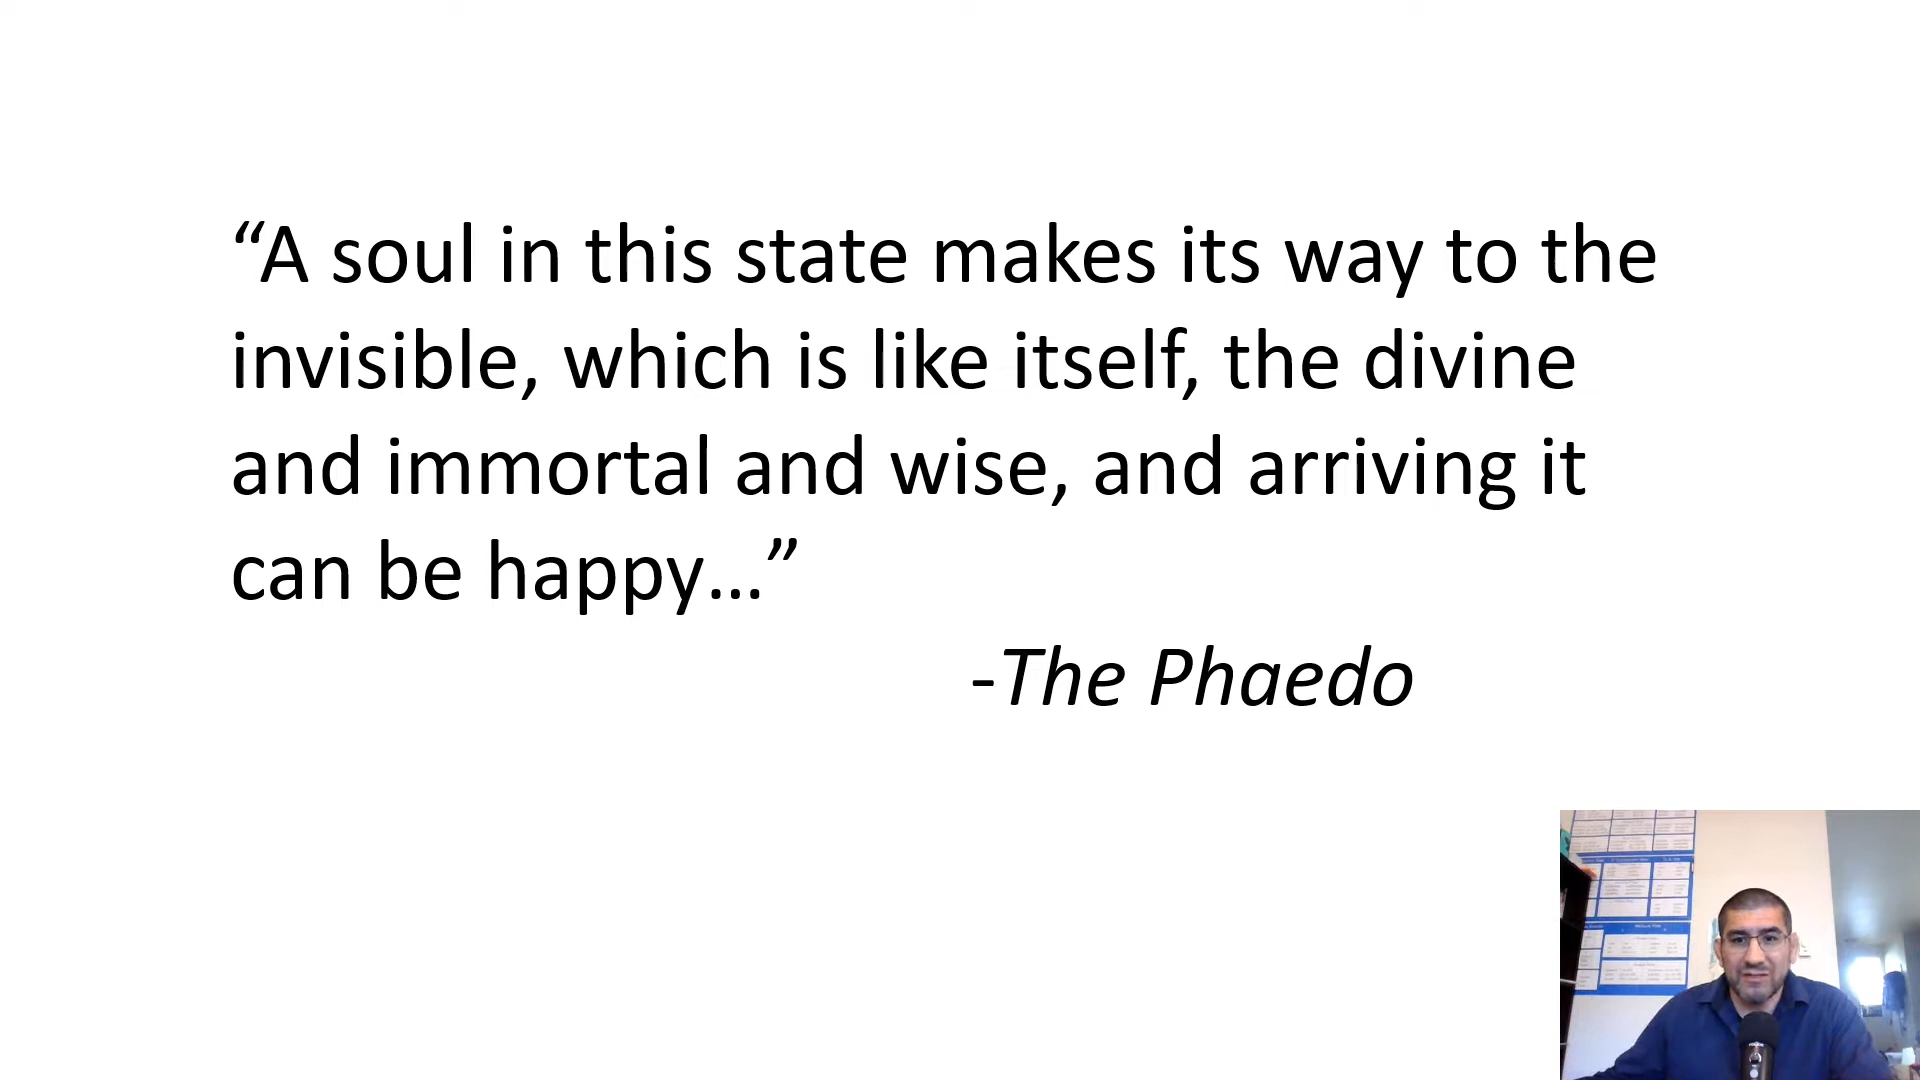 “A soul in this state makes its way to the
invisible, which is like itself, the divine
and immortal and wise, and arriving it
can be happy…”
-The Phaedo